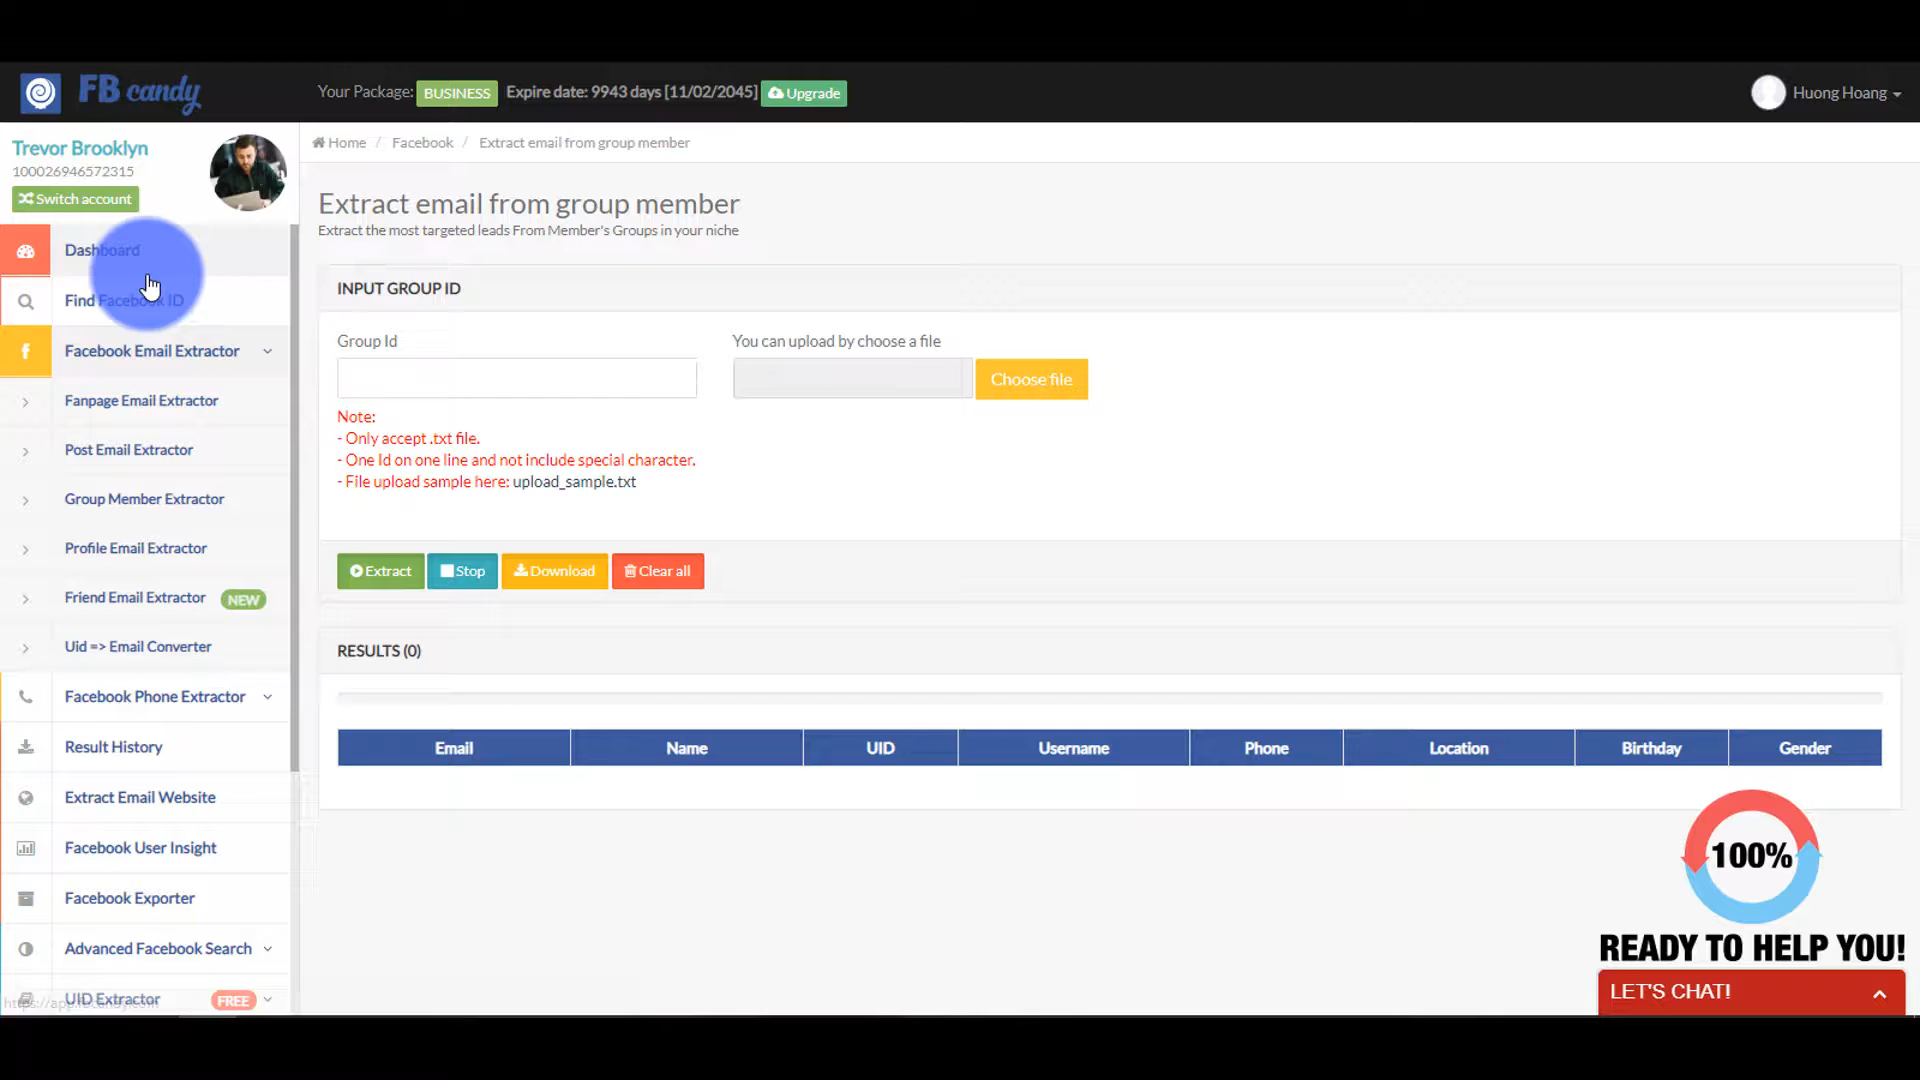 FB candy
Your Package: BUSINESS Expire date: 9943 days [11/02/2045] Upgrade
Huong Hoang
Trevor Brooklyn
100026946572315
Switch account
Home / Facebook / Extract email from group member
Dashboard
Find Facebook ID
Facebook Email Extractor
Fanpage Email Extractor
Post Email Extractor
Group Member Extractor
Profile Email Extractor
Friend Email Extractor NEW
Uid => Email Converter
Facebook Phone Extractor
Result History
Extract Email Website
Facebook User Insight
Facebook Exporter
Advanced Facebook Search
UID Extractor FREE
https://app.fbcandy.com
Extract email from group member
Extract the most targeted leads From Member's Groups in your niche
INPUT GROUP ID
Group Id
You can upload by choose a file
Choose file
Note:
- Only accept .txt file.
- One Id on one line and not include special character.
- File upload sample here: upload_sample.txt
Extract Stop Download Clear all
RESULTS (0)
Email Name UID Username Phone Location Birthday Gender
100%
READY TO HELP YOU!
LET'S CHAT!